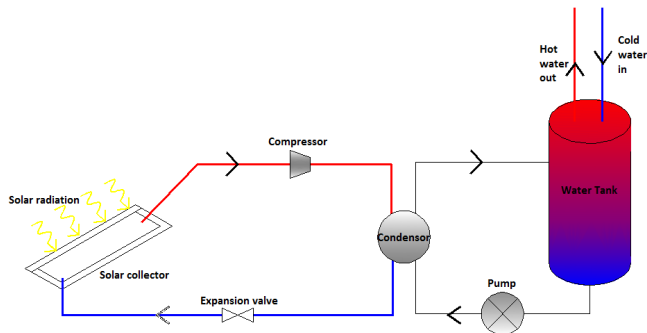 Hot
water
out
Cold
water
in
Compressor
Solar radiation
Water Tank
Condensor
Solar collector
Pump
Expansion valve